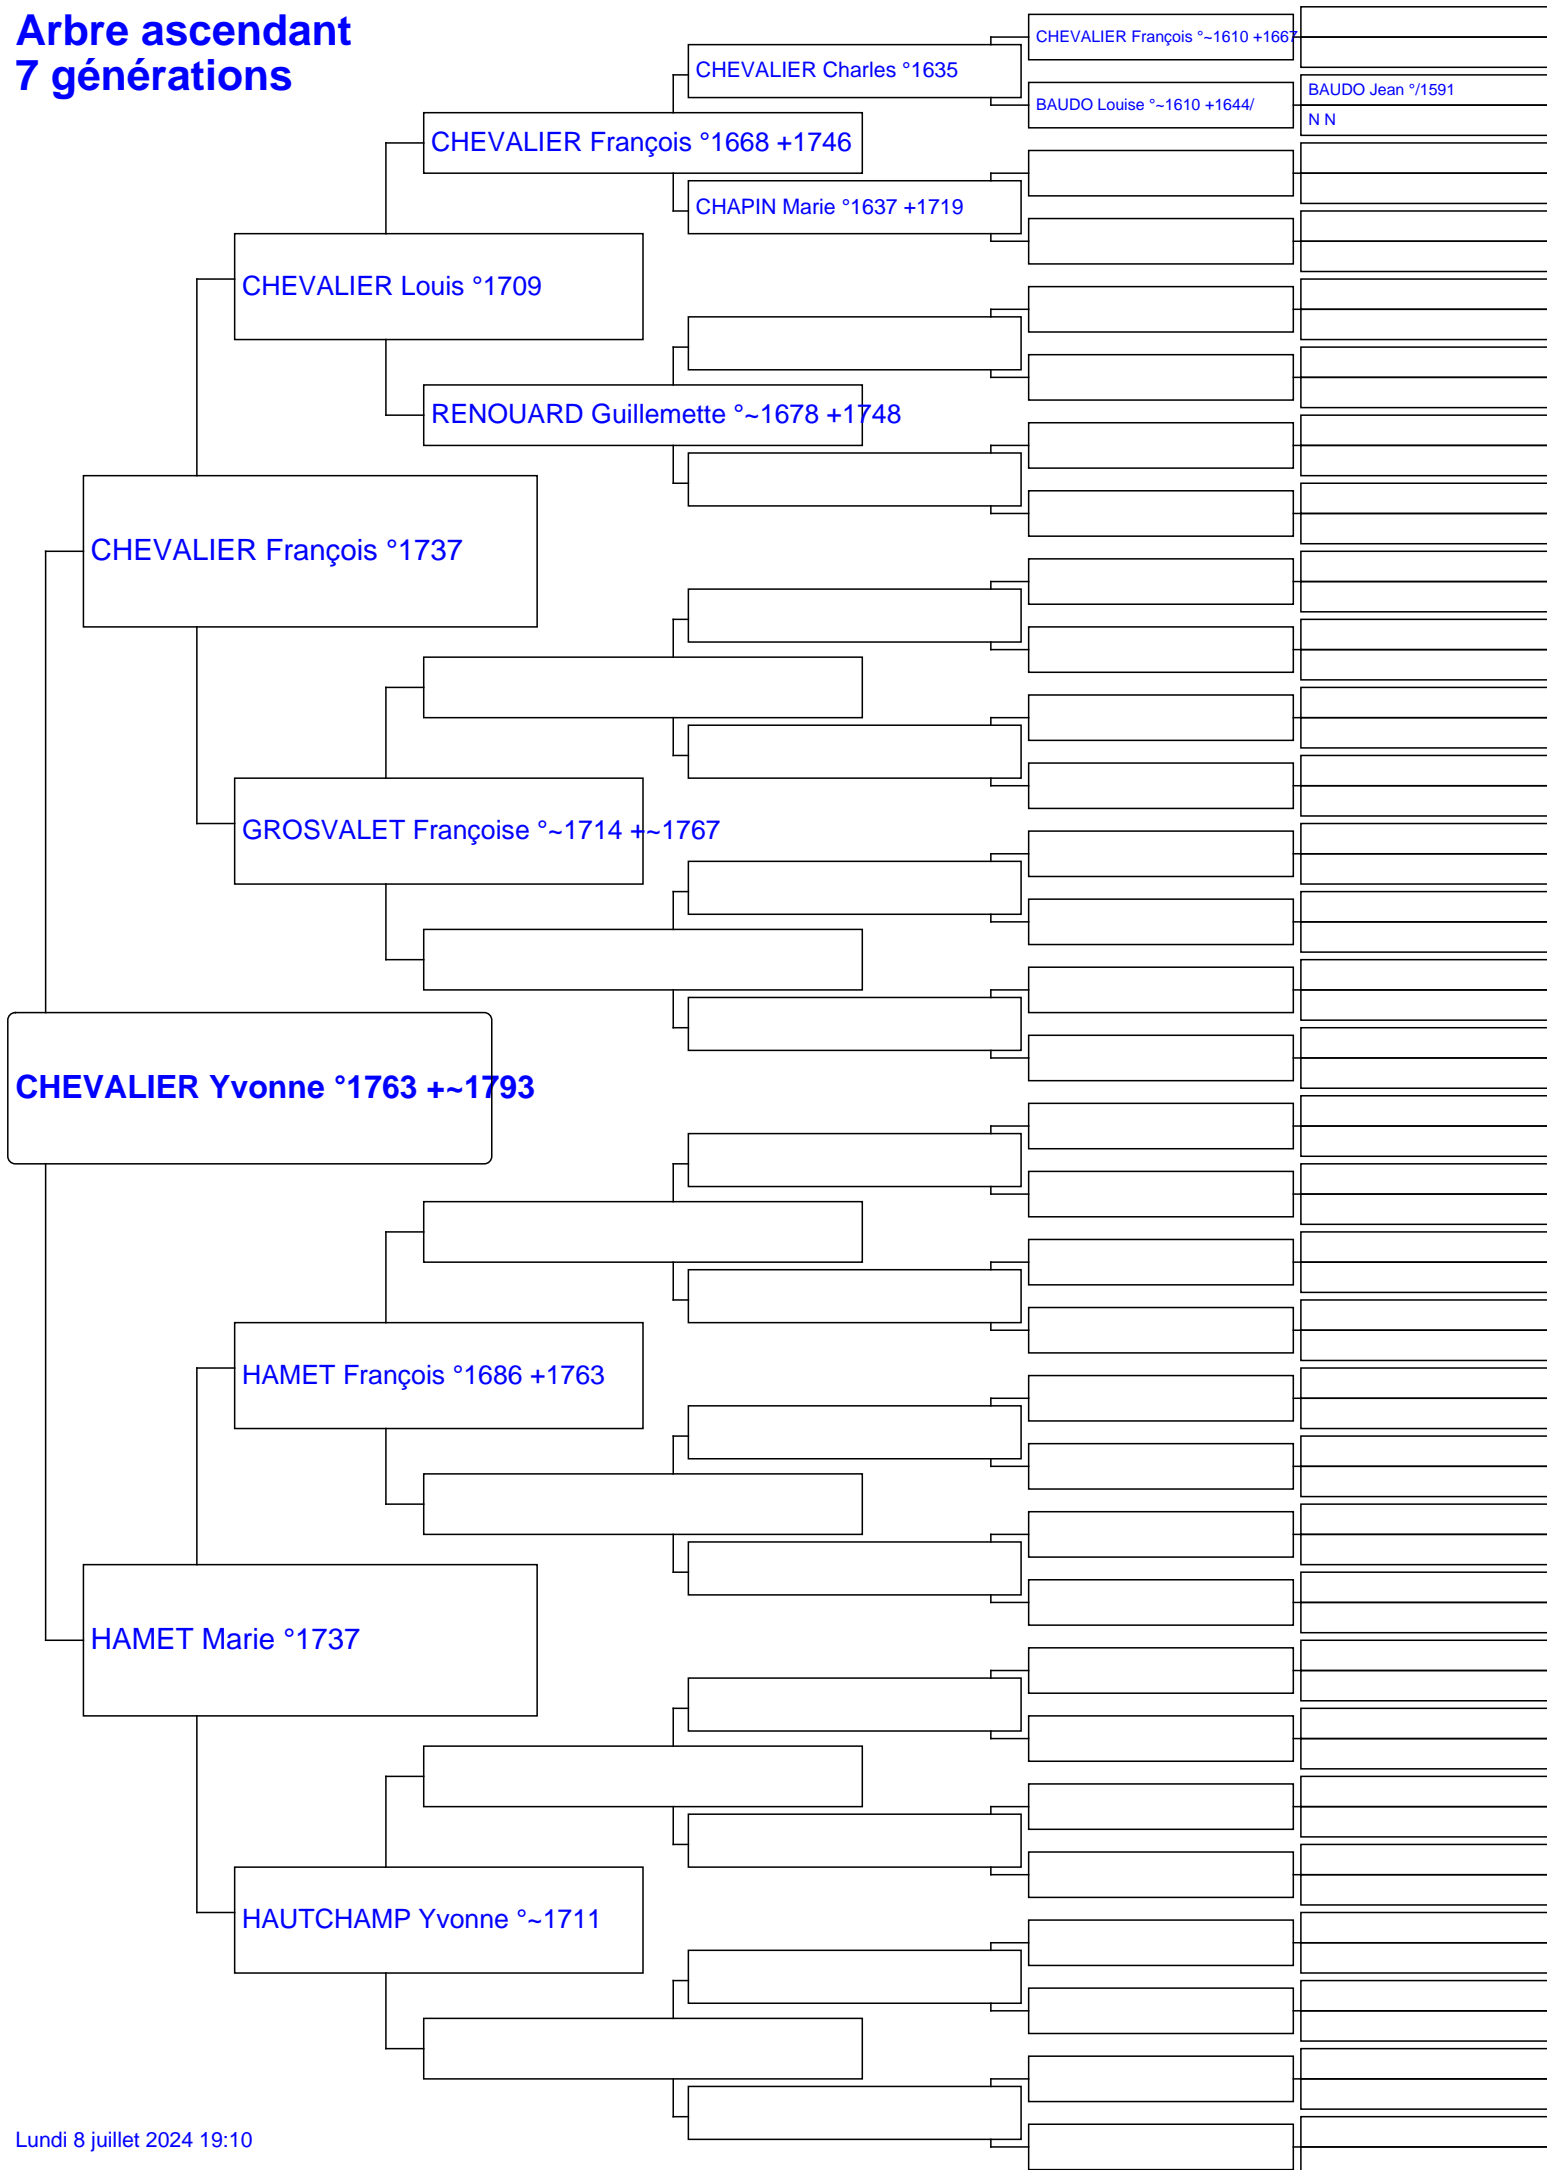 Arbre ascendant
7 générations
CHEVALIER François °~1610 +1667
CHEVALIER Charles °1635
BAUDO Jean °/1591
BAUDO Louise °~1610 +1644/
N N
CHEVALIER François °1668 +1746
CHAPIN Marie °1637 +1719
CHEVALIER Louis °1709
RENOUARD Guillemette °~1678 +1748
CHEVALIER François °1737
GROSVALET Françoise °~1714 +~1767
CHEVALIER Yvonne °1763 +~1793
HAMET François °1686 +1763
HAMET Marie °1737
HAUTCHAMP Yvonne °~1711
Lundi 8 juillet 2024 19:10